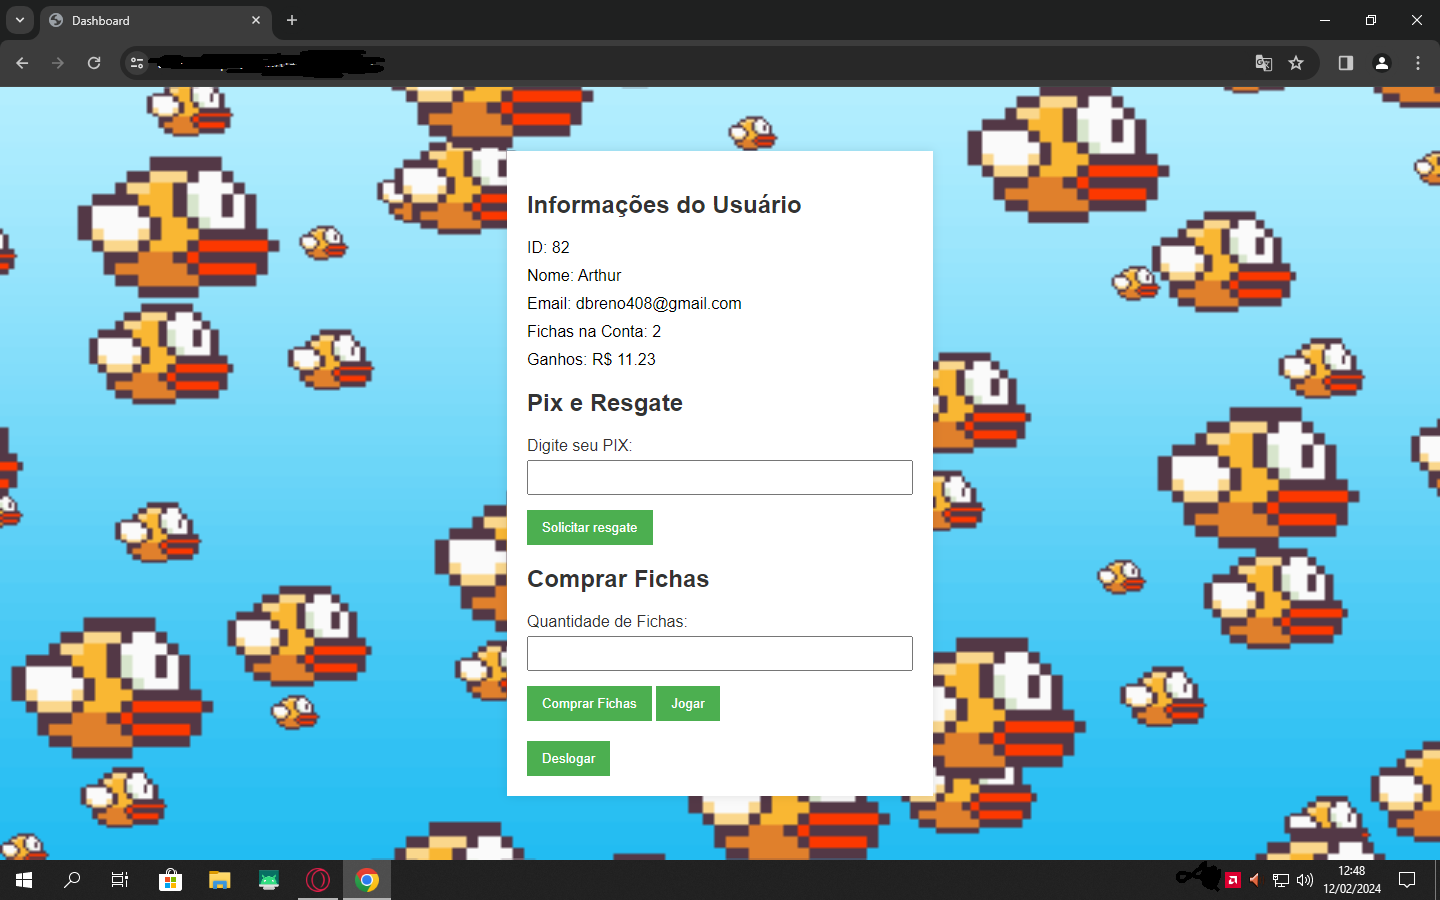 Dashboard
Informações do Usuário
ID: 82
Nome: Arthur
Email: dbreno408@gmail.com
Fichas na Conta: 2
Ganhos: R$ 11.23
Pix e Resgate
Digite seu PIX:
Solicitar resgate
Comprar Fichas
Quantidade de Fichas:
Comprar Fichas
Jogar
Deslogar
12:48
12/02/2024